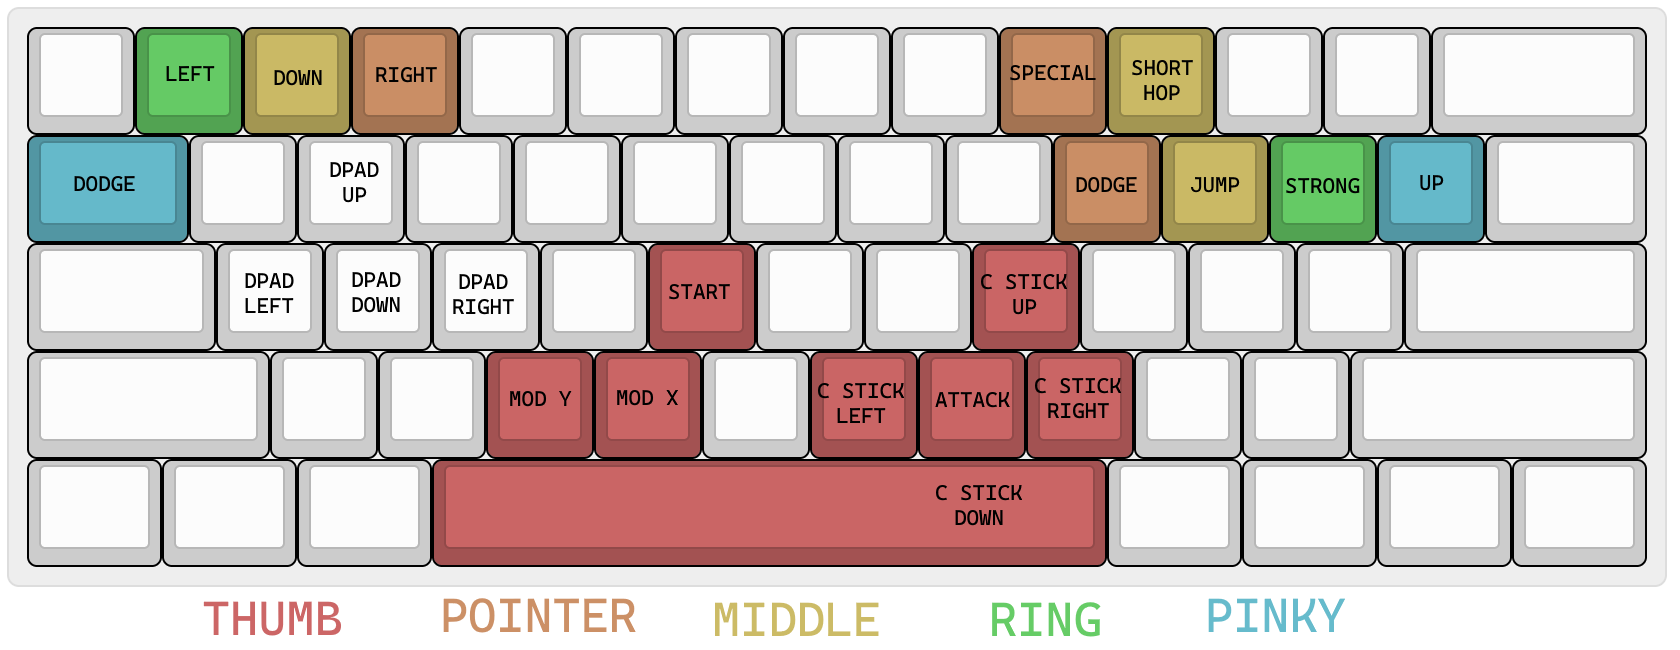 LEFT
DOWN
RIGHT
SPECIAL
SHORT
HOP
DODGE
DPAD
UP
DODGE
JUMP
STRONG
UP
DPAD
LEFT
DPAD
DOWN
DPAD
RIGHT
START
C STICK
UP
MOD Y
MOD X
C STICK
LEFT
ATTACK
C STICK
RIGHT
C STICK
DOWN
THUMB
POINTER
MIDDLE
RING
PINKY